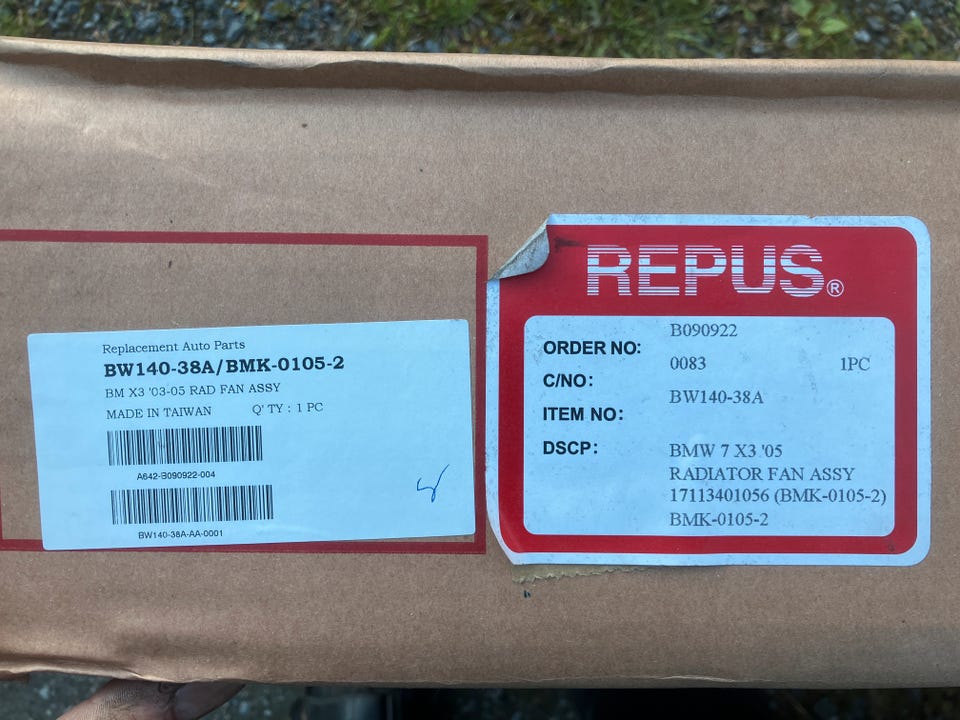 Replacement Auto Parts
BW140-38A/BMK-0105-2
BM X3 '03-05 RAD FAN ASSY
MADE IN TAIWAN Q' TY : 1 PC
A642-B090922-004
BW140-38A-AA-0001
REPUS®
ORDER NO: B090922
C/NO: 0083 1PC
ITEM NO: BW140-38A
DSCP: BMW 7 X3 '05
RADIATOR FAN ASSY
17113401056 (BMK-0105-2)
BMK-0105-2